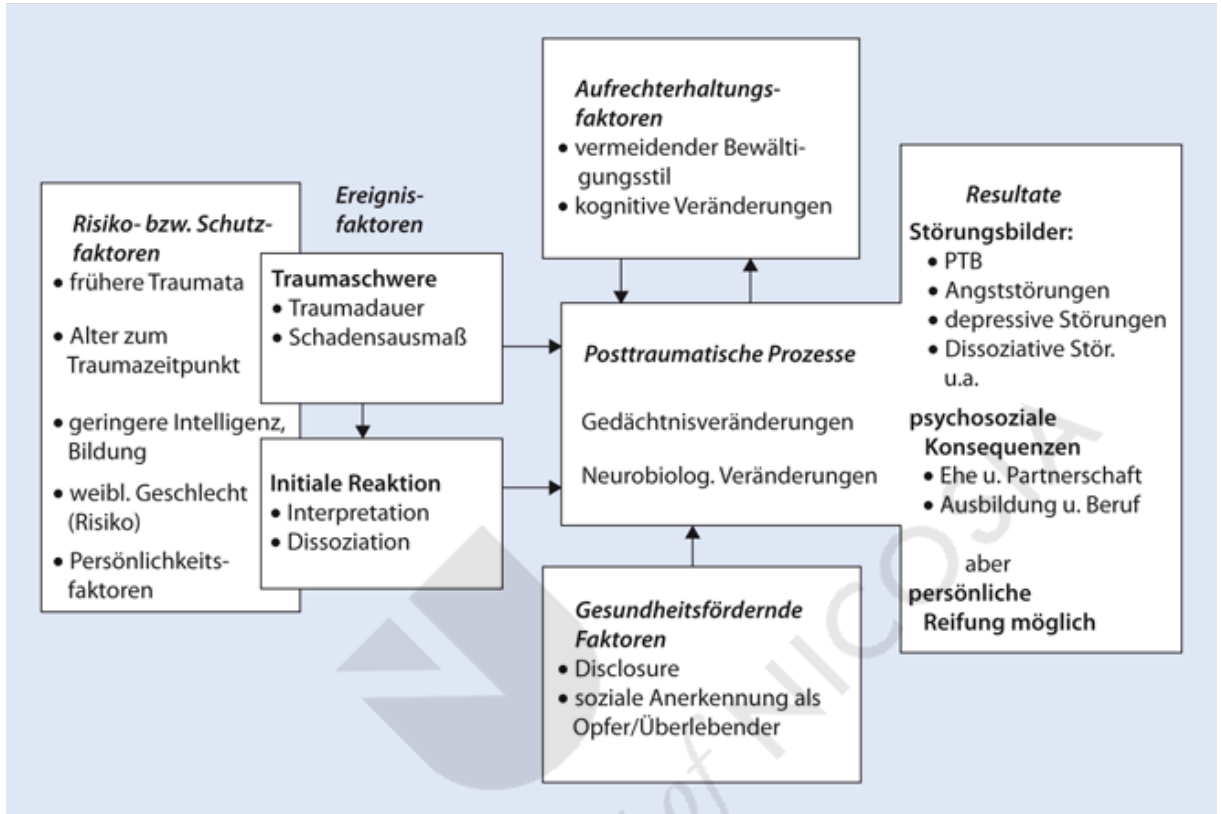 Risiko- bzw. Schutz-
faktoren
• frühere Traumata
• Alter zum
Traumazeitpunkt
• geringere Intelligenz,
Bildung
• weibl. Geschlecht
(Risiko)
• Persönlichkeits-
faktoren
Ereignis-
faktoren
Traumaschwere
• Traumadauer
• Schadensausmaß
Initiale Reaktion
• Interpretation
• Dissoziation
Aufrechterhaltungs-
faktoren
• vermeidender Bewälti-
gungsstil
• kognitive Veränderungen
Posttraumatische Prozesse
Gedächtnisveränderungen
Neurobiolog. Veränderungen
Gesundheitsfördernde
Faktoren
• Disclosure
• soziale Anerkennung als
Opfer/Überlebender
Resultate
Störungsbilder:
• PTB
• Angststörungen
• depressive Störungen
• Dissoziative Stör.
u.a.
psychosoziale
Konsequenzen
• Ehe u. Partnerschaft
• Ausbildung u. Beruf
aber
persönliche
Reifung möglich
of NICOSIA